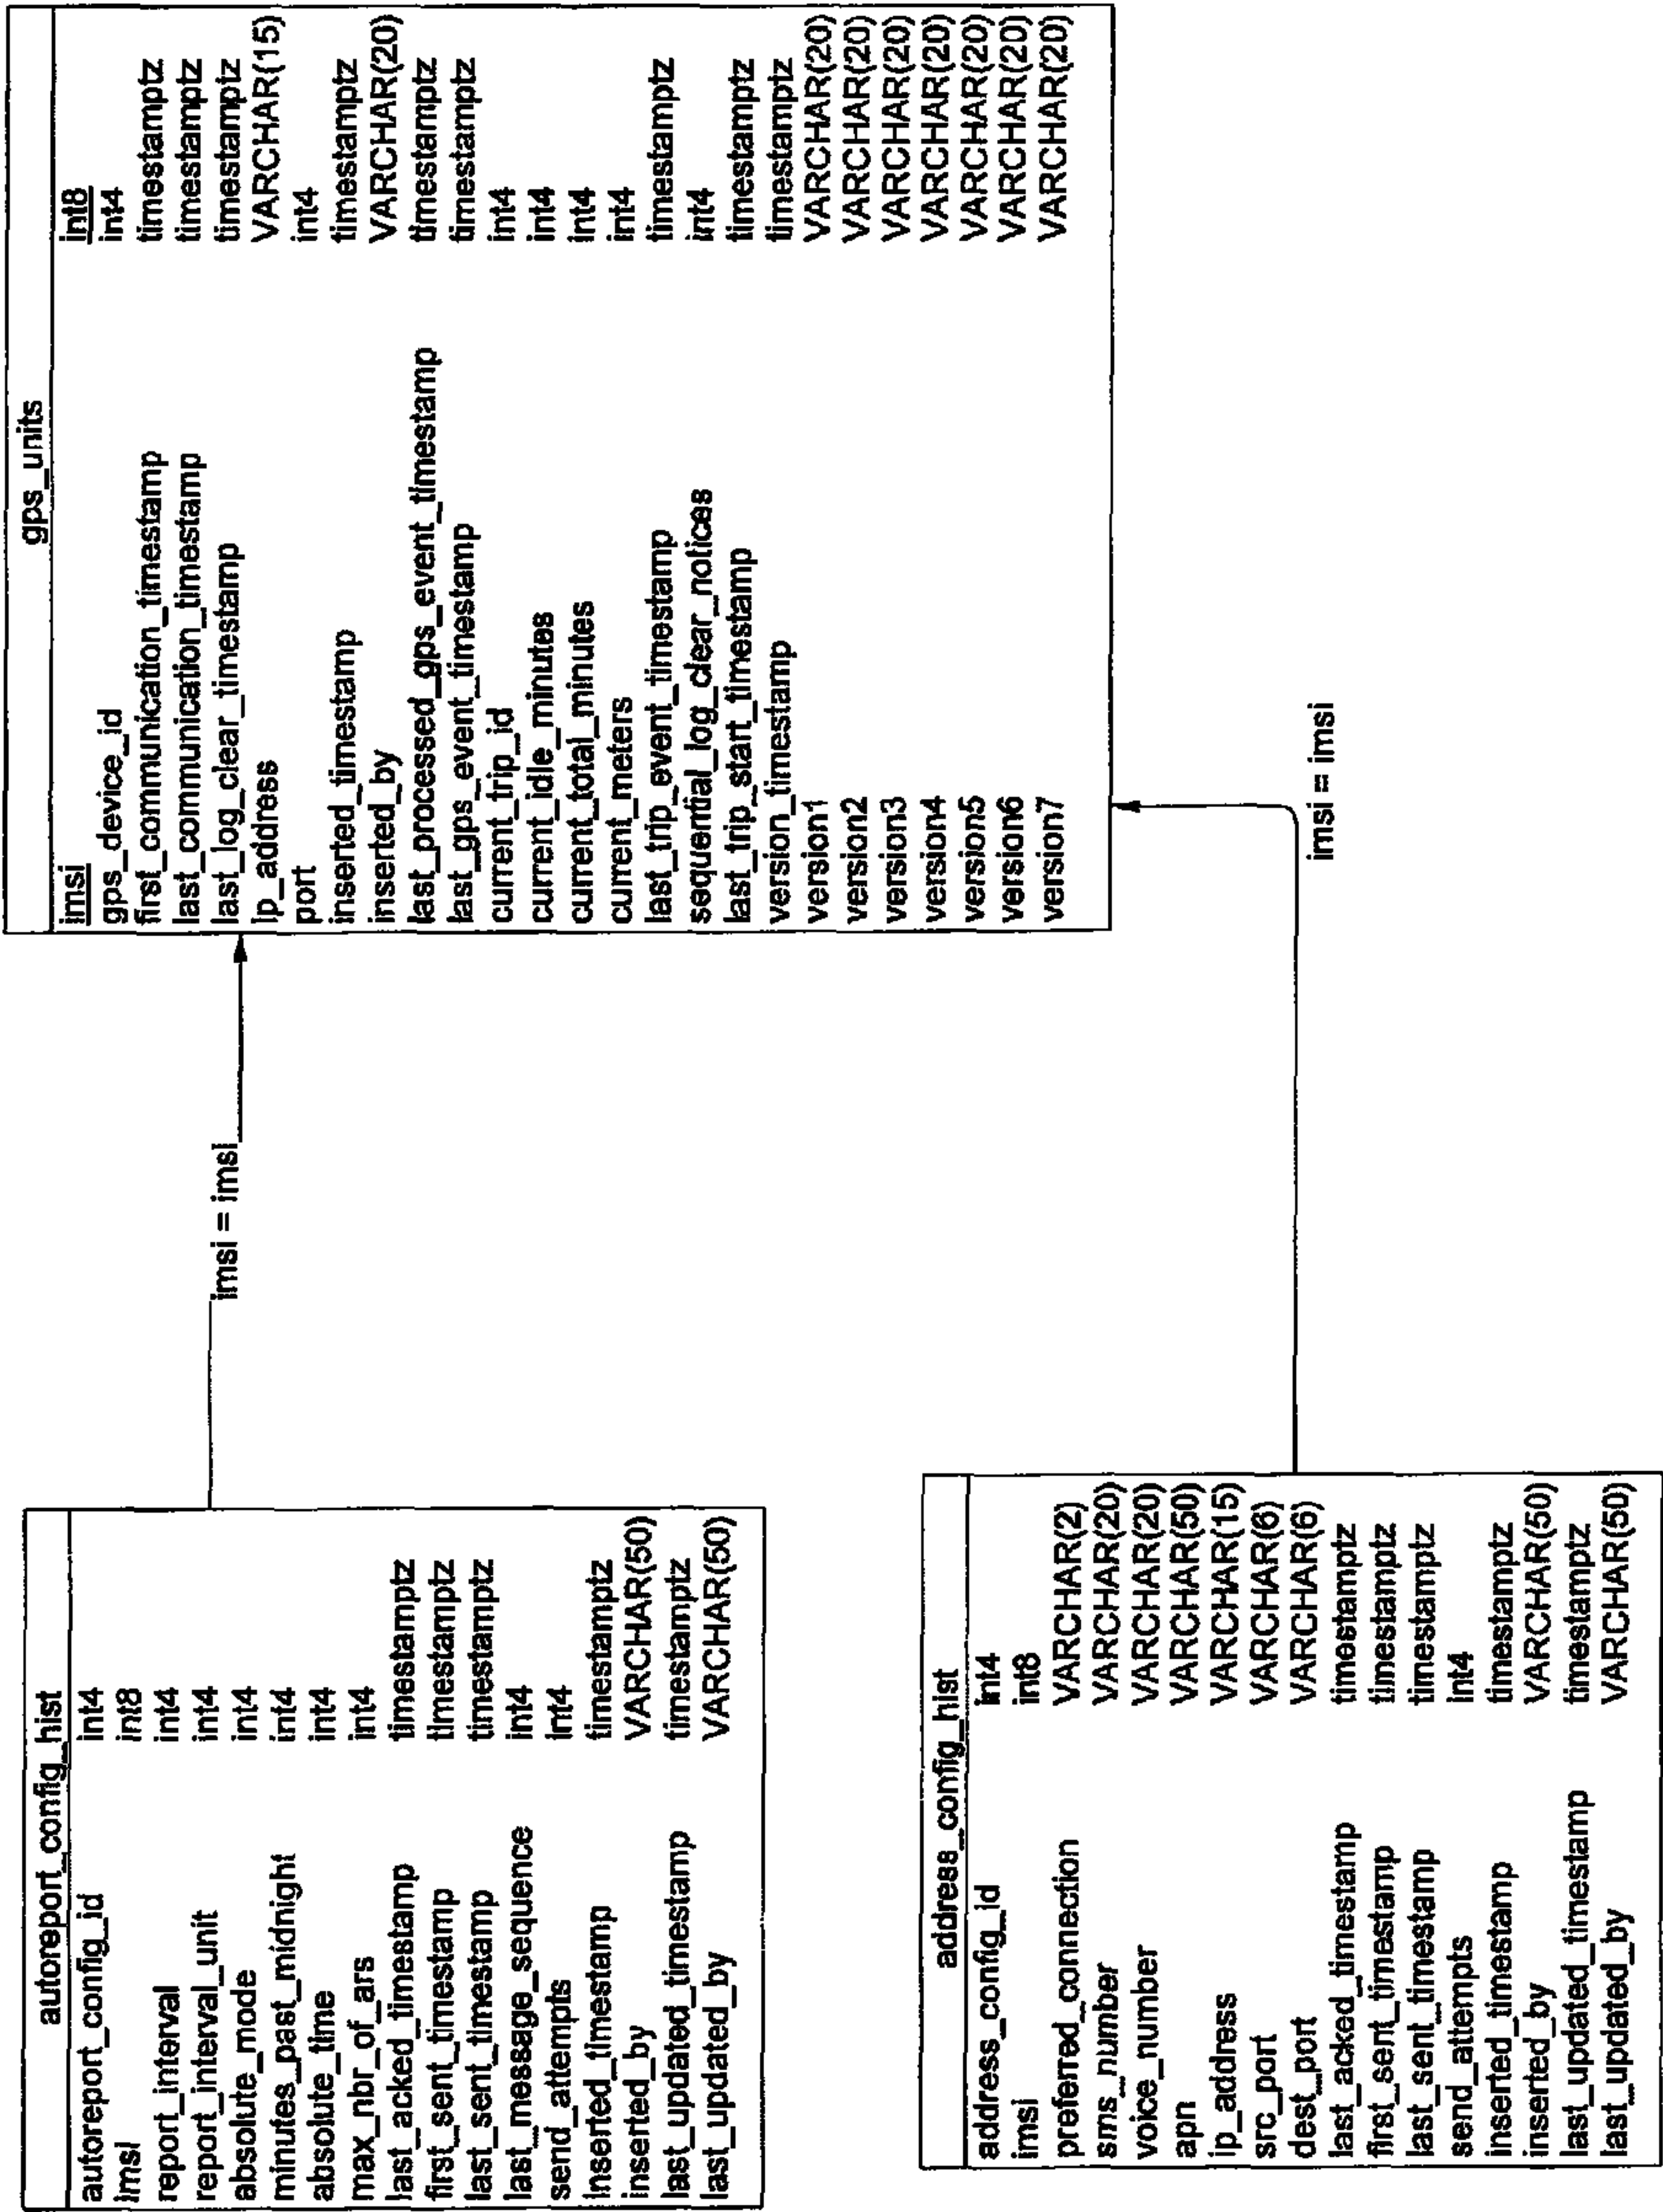 autoreport_config_hist
autoreport_config_id int4
imsi int8
report_interval int4
report_interval_unit int4
absolute_mode int4
minutes_past_midnight int4
absolute_time int4
max_nbr_of_ars int4
last_acked_timestamp timestamptz
first_sent_timestamp timestamptz
last_sent_timestamp timestamptz
last_message_sequence int4
send_attempts int4
inserted_timestamp timestamptz
inserted_by VARCHAR(50)
last_updated_timestamp timestamptz
last_updated_by VARCHAR(50)
imsi = imsi
gps_units
imsi int8
gps_device_id int4
first_communication_timestamp timestamptz
last_communication_timestamp timestamptz
last_log_clear_timestamp timestamptz
ip_address VARCHAR(15)
port int4
inserted_timestamp timestamptz
inserted_by VARCHAR(20)
last_processed_gps_event_timestamp timestamptz
last_gps_event_timestamp timestamptz
current_trip_id int4
current_idle_minutes int4
current_total_minutes int4
current_meters int4
last_trip_event_timestamp timestamptz
sequential_log_clear_notices int4
last_trip_start_timestamp timestamptz
version_timestamp timestamptz
version1 VARCHAR(20)
version2 VARCHAR(20)
version3 VARCHAR(20)
version4 VARCHAR(20)
version5 VARCHAR(20)
version6 VARCHAR(20)
version7 VARCHAR(20)
address_config_hist
address_config_id int4
imsi int8
preferred_connection VARCHAR(2)
sms_number VARCHAR(20)
voice_number VARCHAR(20)
apn VARCHAR(50)
ip_address VARCHAR(15)
src_port VARCHAR(6)
dest_port VARCHAR(6)
last_acked_timestamp timestamptz
first_sent_timestamp timestamptz
last_sent_timestamp timestamptz
send_attempts int4
inserted_timestamp timestamptz
inserted_by VARCHAR(50)
last_updated_timestamp timestamptz
last_updated_by VARCHAR(50)
imsi = imsi